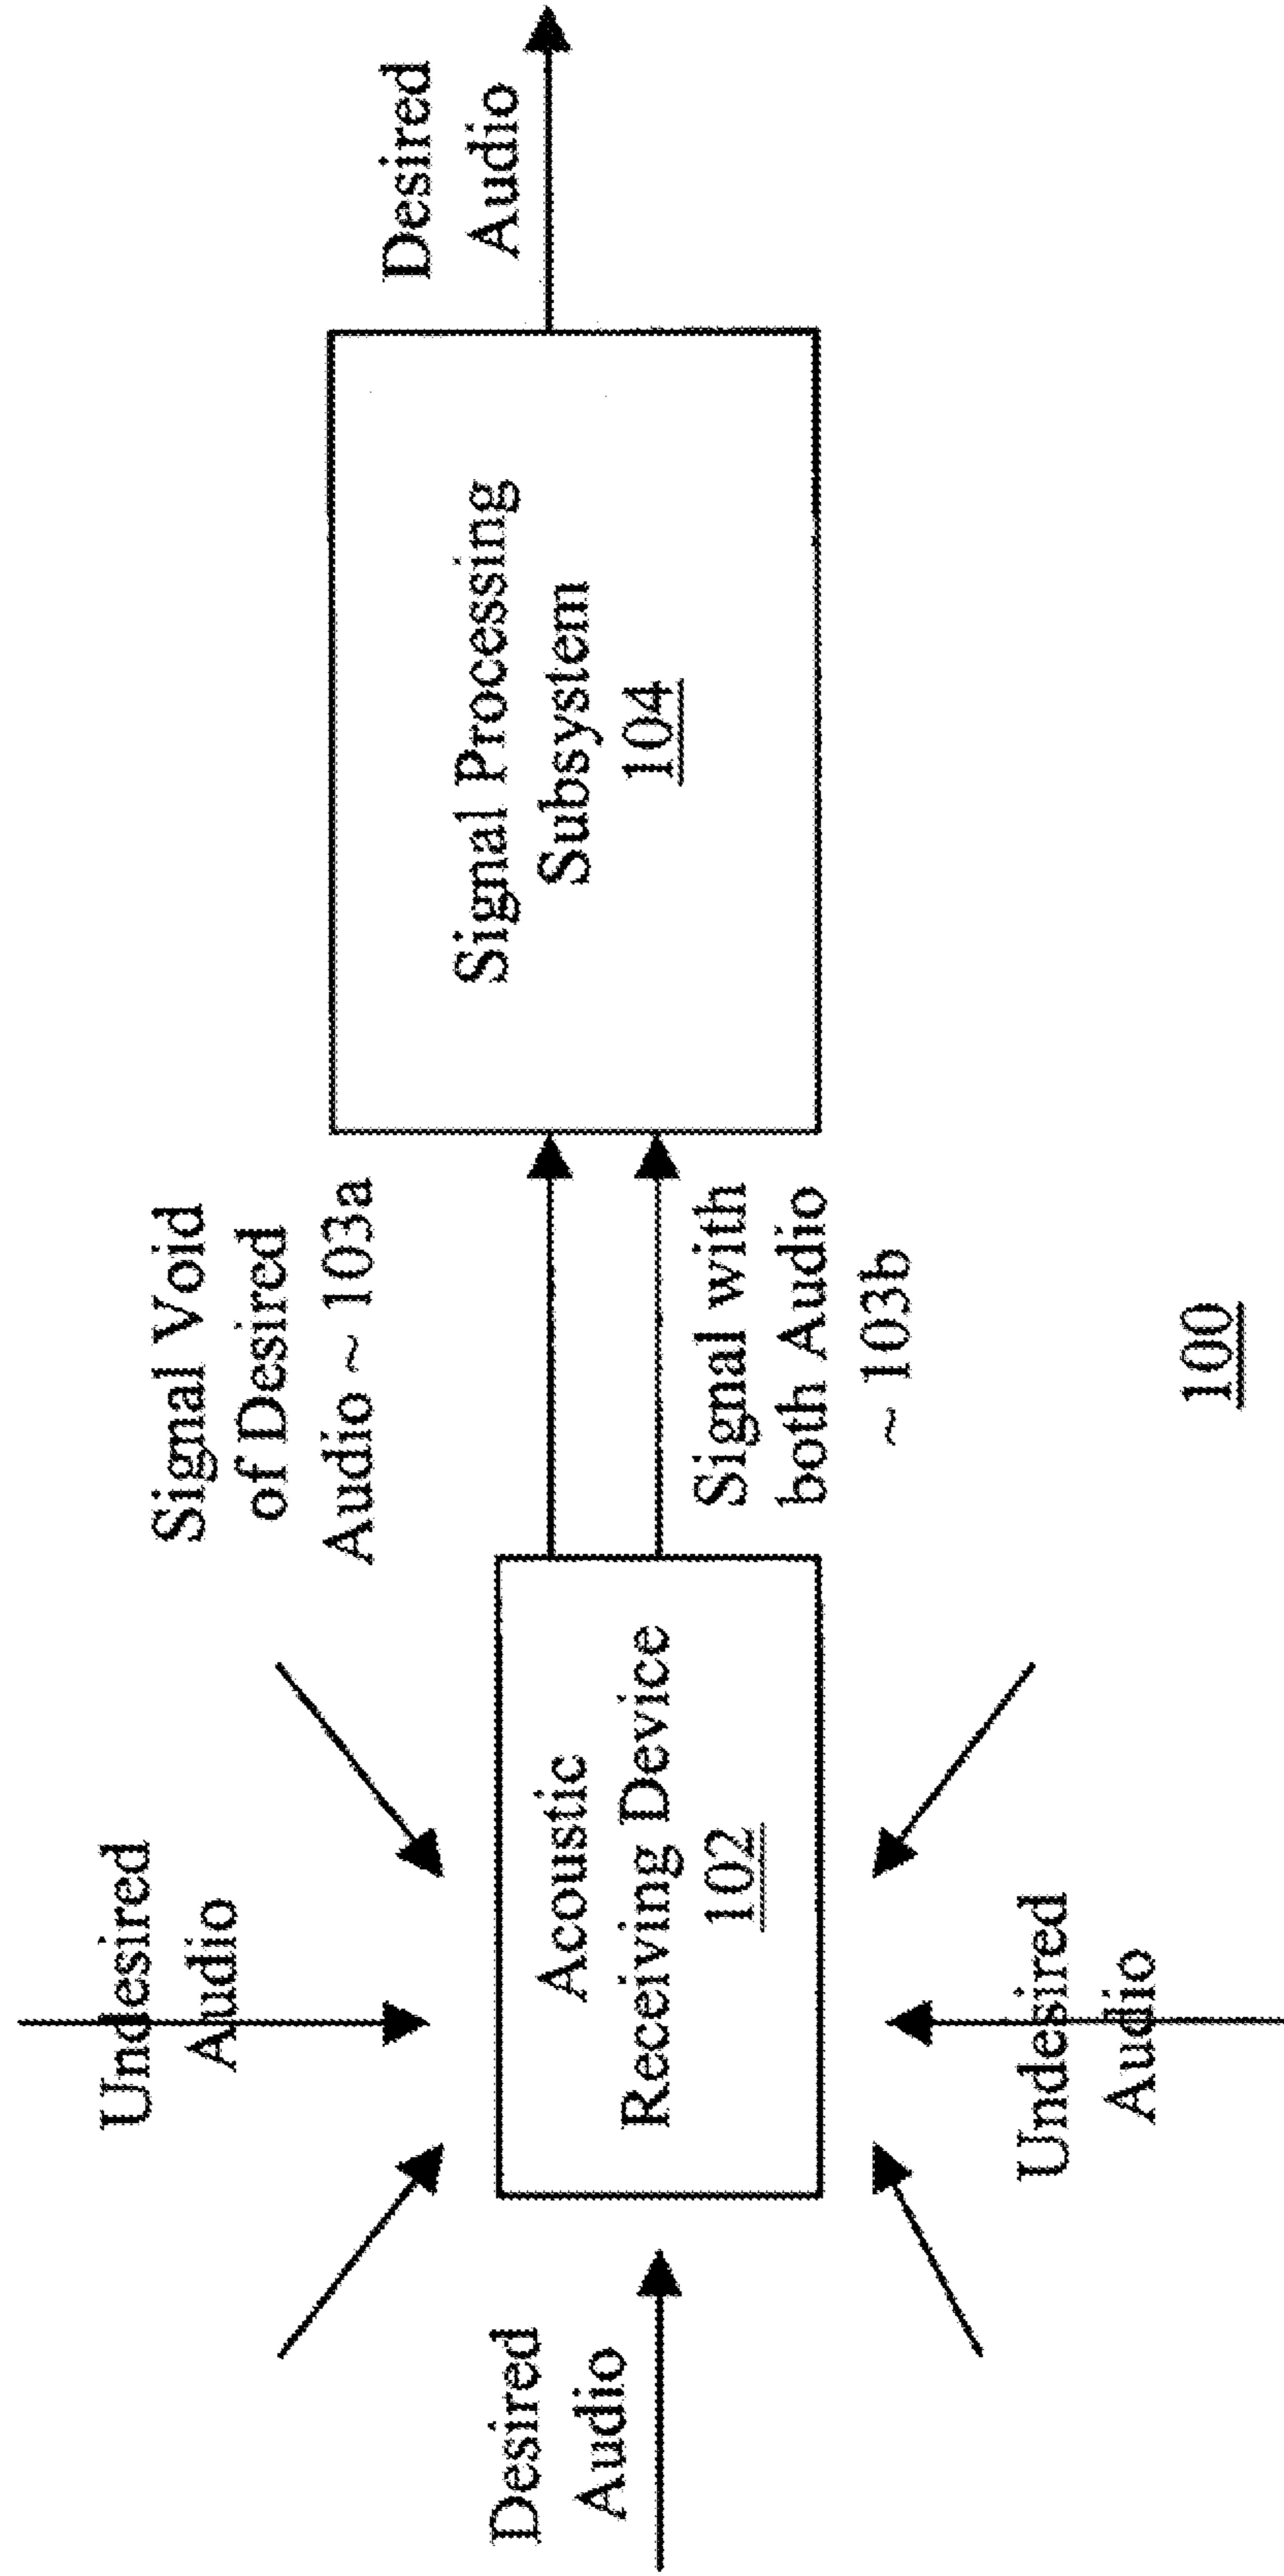 Undesired
Audio
Desired
Audio
Acoustic
Receiving Device
102
Undesired
Audio
Signal Void
of Desired
Audio ~ 103a
Signal with
both Audio
~ 103b
Signal Processing
Subsystem
104
Desired
Audio
100